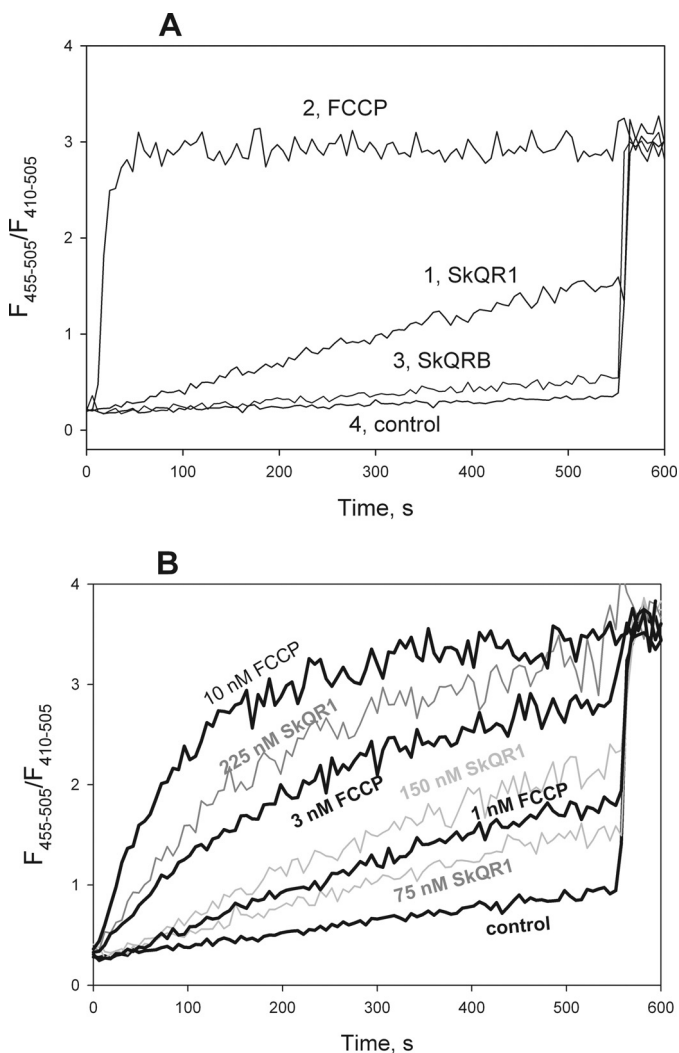 A
4
3
2
1
0
2, FCCP
1, SkQR1
3, SkQRB
4, control
F455-505/F410-505
0 100 200 300 400 500 600
Time, s
B
4
3
2
1
0
10 nM FCCP
225 nM SkQR1
3 nM FCCP
150 nM SkQR1
1 nM FCCP
75 nM SkQR1
control
F455-505/F410-505
0 100 200 300 400 500 600
Time, s